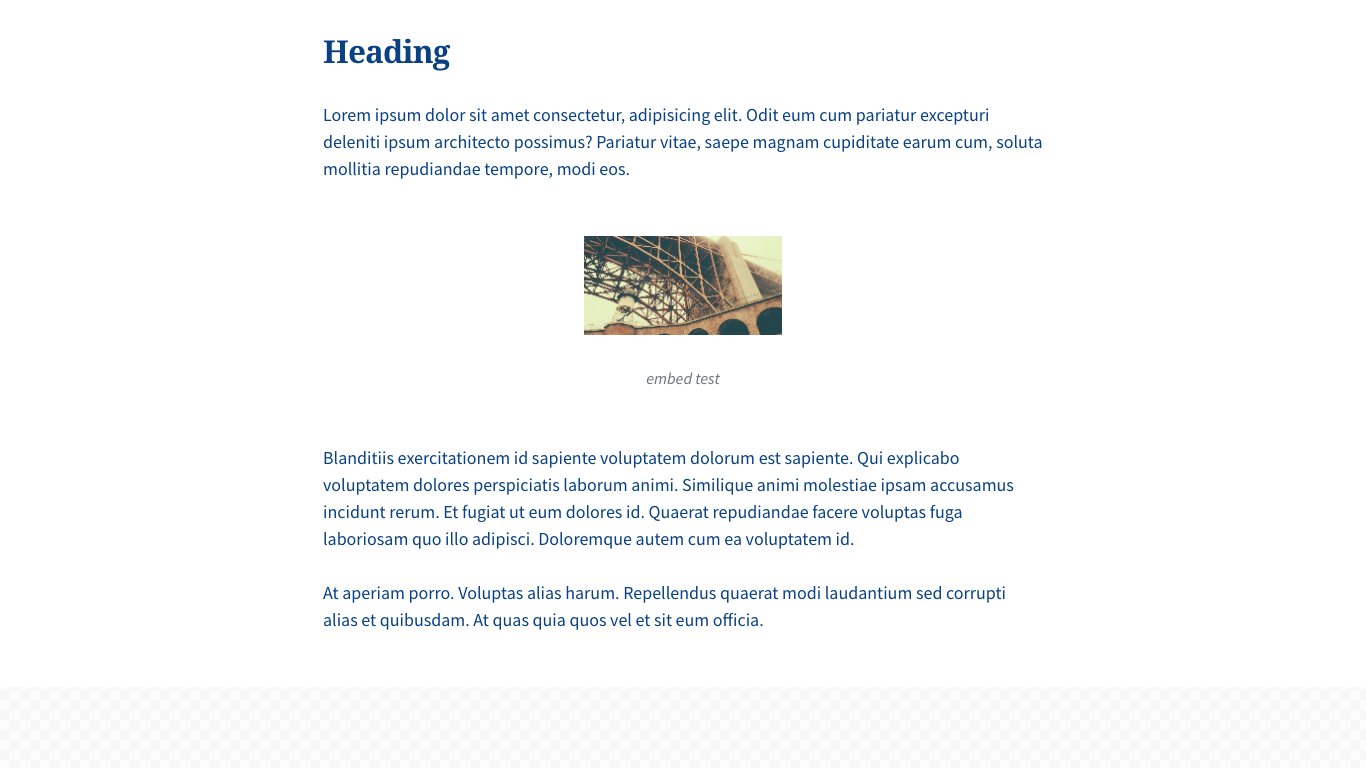 Heading
Lorem ipsum dolor sit amet consectetur, adipisicing elit. Odit eum cum pariatur excepturi
deleniti ipsum architecto possimus? Pariatur vitae, saepe magnam cupiditate earum cum, soluta
mollitia repudiandae tempore, modi eos.
embed test
Blanditiis exercitationem id sapiente voluptatem dolorum est sapiente. Qui explicabo
voluptatem dolores perspiciatis laborum animi. Similique animi molestiae ipsam accusamus
incidunt rerum. Et fugiat ut eum dolores id. Quaerat repudiandae facere voluptas fuga
laboriosam quo illo adipisci. Doloremque autem cum ea voluptatem id.
At aperiam porro. Voluptas alias harum. Repellendus quaerat modi laudantium sed corrupti
alias et quibusdam. At quas quia quos vel et sit eum officia.